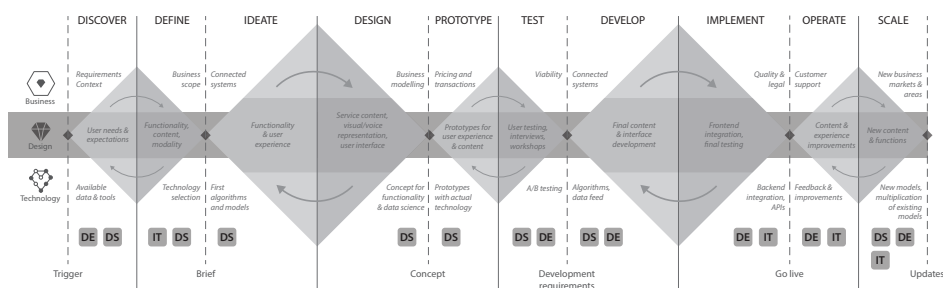 DISCOVER
DEFINE
IDEATE
DESIGN
PROTOTYPE
TEST
DEVELOP
IMPLEMENT
OPERATE
SCALE
Business
Requirements
Context
Business
scope
Connected
systems
Business
modelling
Pricing and
transactions
Viability
Connected
systems
Quality &
legal
Customer
support
New business
markets &
areas
Design
User needs &
expectations
Functionality,
content,
modality
Functionality
& user
experience
Service content,
visual/voice
representation,
user interface
Prototypes for
user experience
& content
User testing,
interviews,
workshops
Final content
& interface
development
Frontend
integration,
final testing
Content &
experience
improvements
New content
& functions
Technology
Available
data & tools
Technology
selection
First
algorithms
and models
Concept for
functionality
& data science
Prototypes
with actual
technology
A/B testing
Algorithms,
data feed
Backend
integration,
APIs
Feedback &
improvements
New models,
multiplication
of existing
models
DE DS
IT DS
DS
DS
DS
DS DE
DS DE
DE IT
DE IT
DS DE
IT
Trigger
Brief
Concept
Development
requirements
Go live
Updates